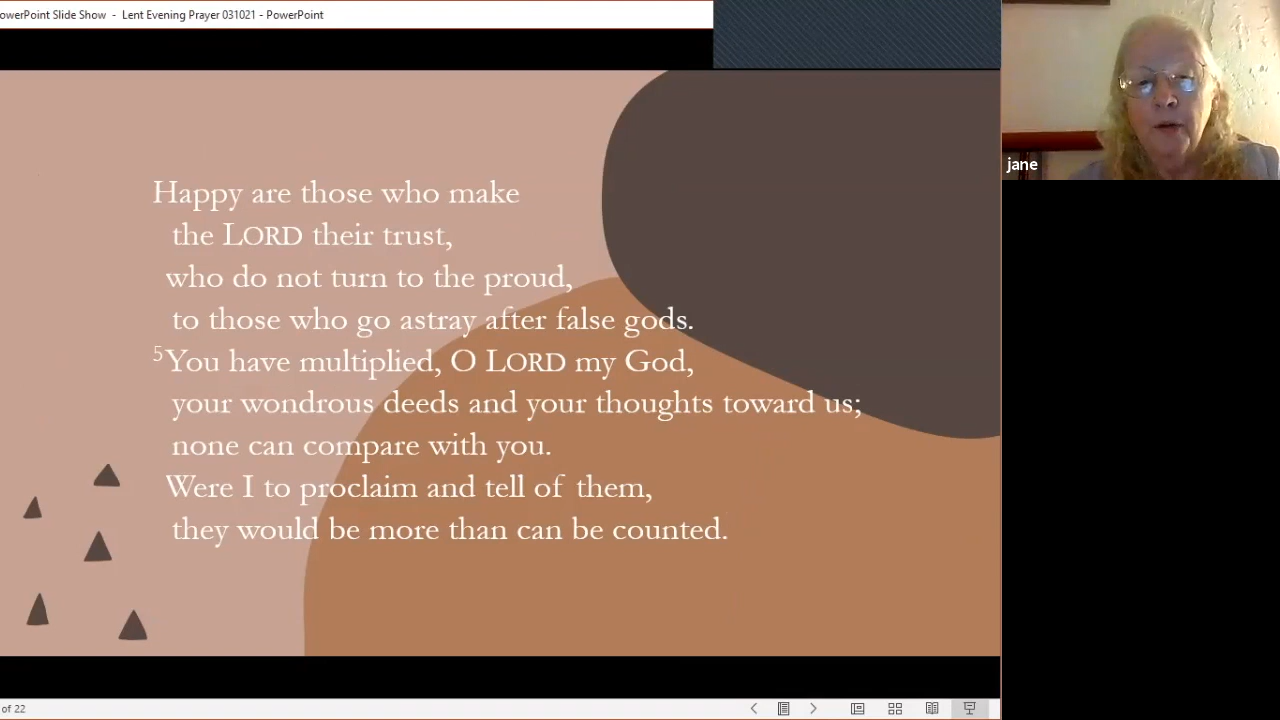 owerPoint Slide Show - Lent Evening Prayer 031021 - PowerPoint
jane
Happy are those who make
the LORD their trust,
who do not turn to the proud,
to those who go astray after false gods.
5You have multiplied, O LORD my God,
your wondrous deeds and your thoughts toward us;
none can compare with you.
Were I to proclaim and tell of them,
they would be more than can be counted.
of 22